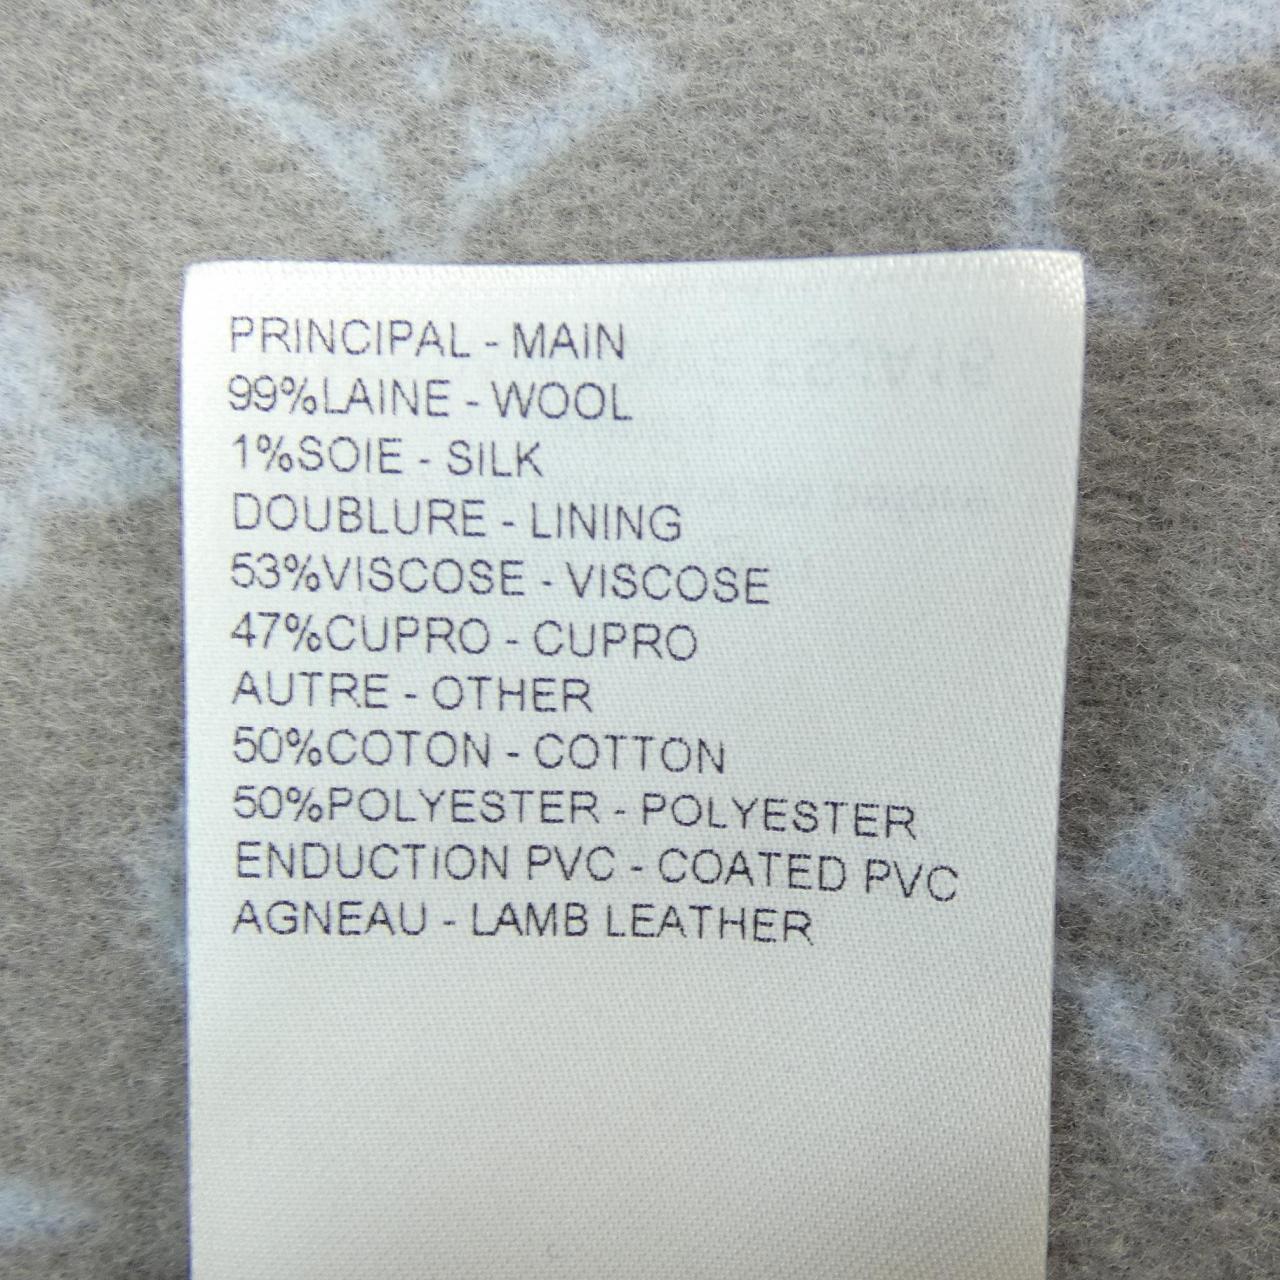 PRINCIPAL - MAIN
99%LAINE - WOOL
1%SOIE - SILK
DOUBLURE - LINING
53%VISCOSE - VISCOSE
47%CUPRO - CUPRO
AUTRE - OTHER
50%COTON - COTTON
50%POLYESTER - POLYESTER
ENDUCTION PVC - COATED PVC
AGNEAU - LAMB LEATHER